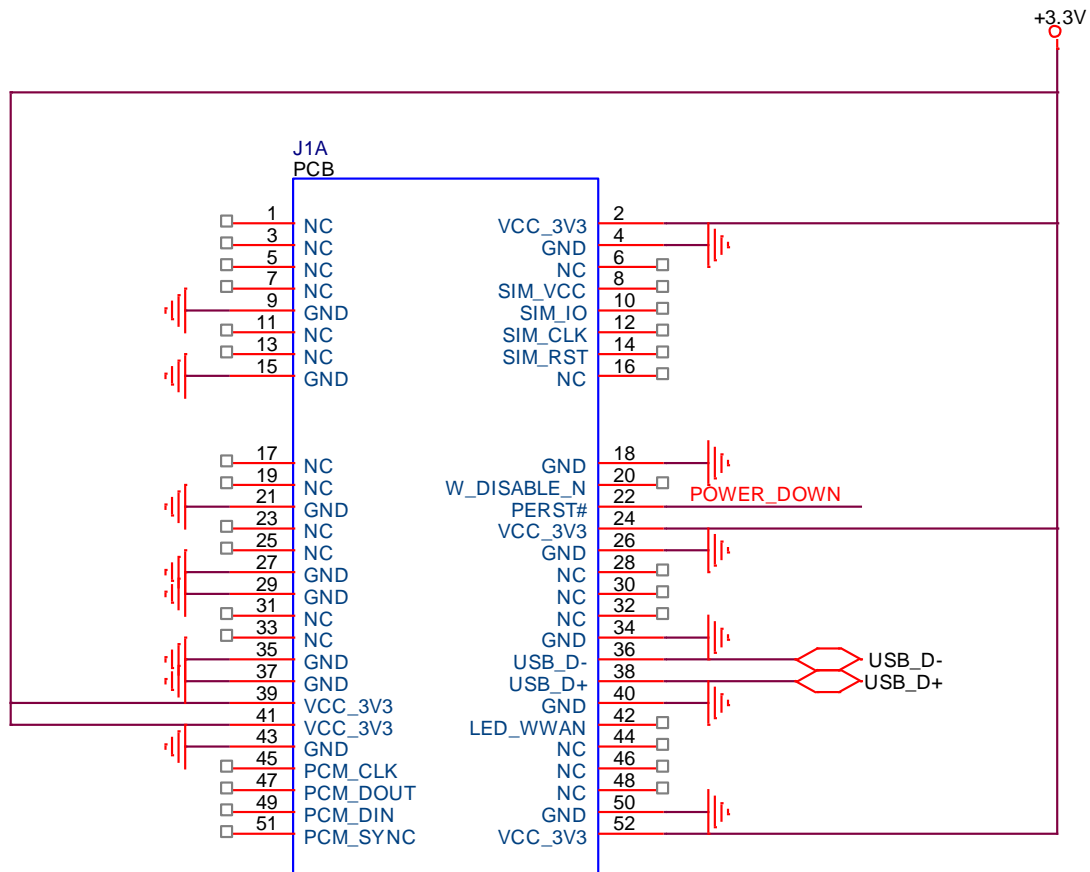 +3.3V
J1A
PCB
1 NC VCC_3V3 2
3 NC GND 4
5 NC NC 6
7 NC SIM_VCC 8
9 GND SIM_IO 10
11 NC SIM_CLK 12
13 NC SIM_RST 14
15 GND NC 16
17 NC GND 18
19 NC W_DISABLE_N 20
21 GND PERST# 22 POWER_DOWN
23 NC VCC_3V3 24
25 NC GND 26
27 GND NC 28
29 GND NC 30
31 NC NC 32
33 NC GND 34
35 GND USB_D- 36 USB_D-
37 GND USB_D+ 38 USB_D+
39 VCC_3V3 GND 40
41 VCC_3V3 LED_WWAN 42
43 GND NC 44
45 PCM_CLK NC 46
47 PCM_DOUT NC 48
49 PCM_DIN GND 50
51 PCM_SYNC VCC_3V3 52